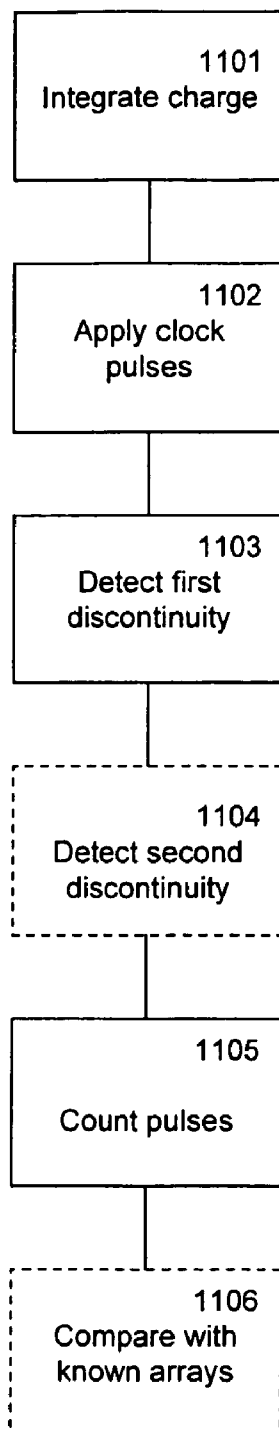 1101
Integrate charge
1102
Apply clock
pulses
1103
Detect first
discontinuity
1104
Detect second
discontinuity
1105
Count pulses
1106
Compare with
known arrays